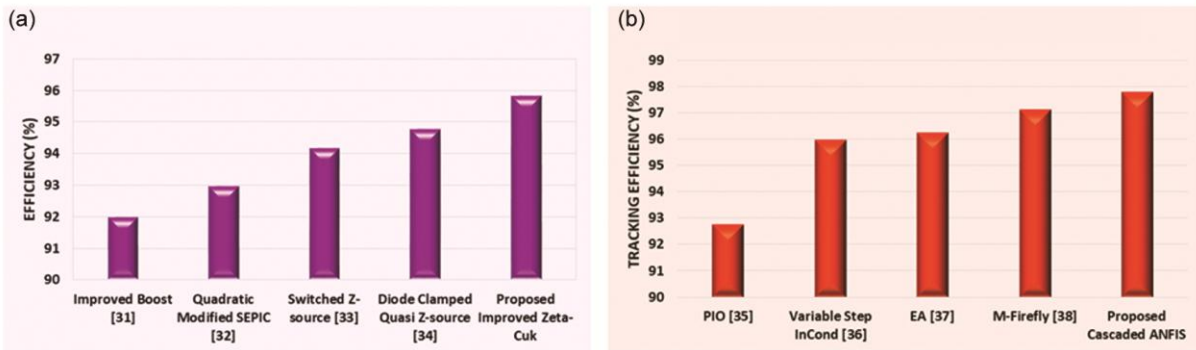 (a)
97
96
95
94
93
92
91
90
EFFICIENCY (%)
Improved Boost
[31]
Quadratic
Modified SEPIC
[32]
Switched Z-
source [33]
Diode Clamped
Quasi Z-source
[34]
Proposed
Improved Zeta-
Cuk
(b)
99
98
97
96
95
94
93
92
91
90
TRACKING EFFICIENCY (%)
PIO [35]
Variable Step
InCond [36]
EA [37]
M-Firefly [38]
Proposed
Cascaded ANFIS